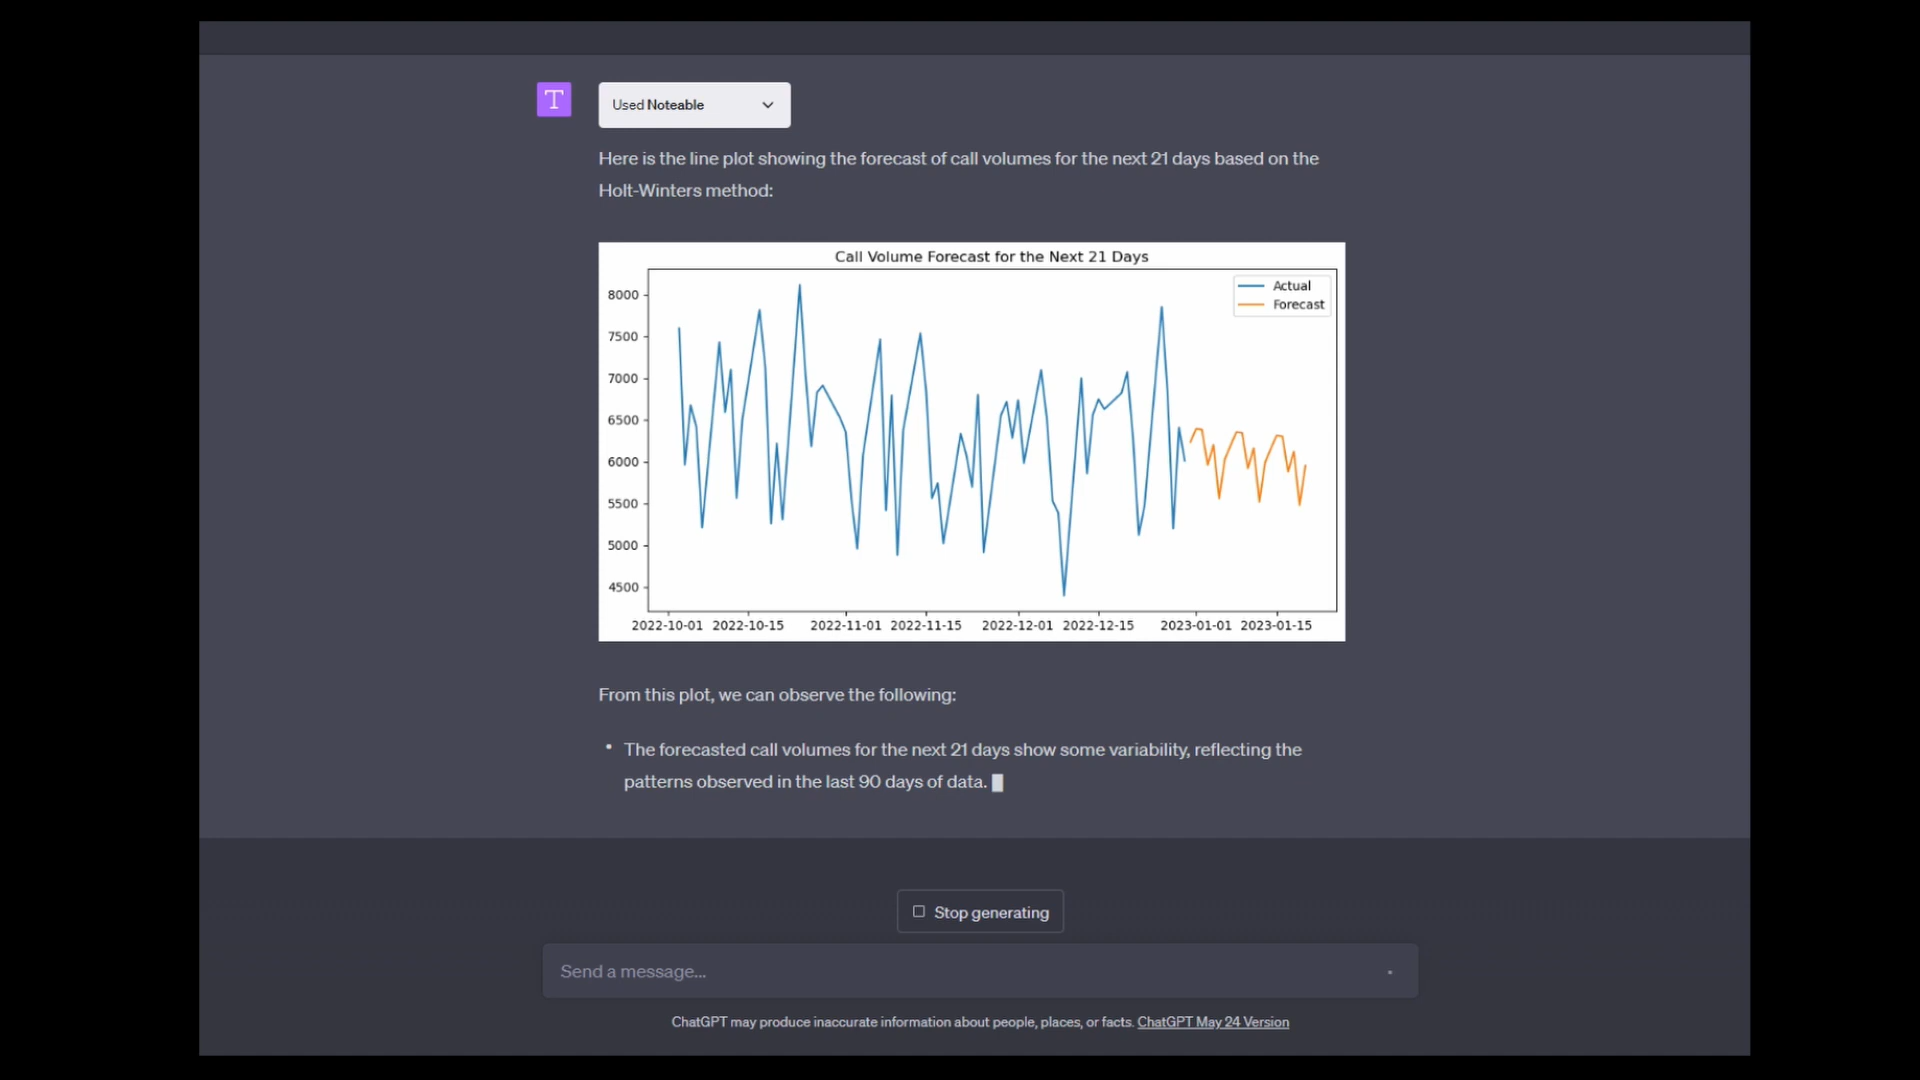 T
Used Noteable
Here is the line plot showing the forecast of call volumes for the next 21 days based on the
Holt-Winters method:
Call Volume Forecast for the Next 21 Days
Actual
Forecast
8000
7500
7000
6500
6000
5500
5000
4500
2022-10-01 2022-10-15 2022-11-01 2022-11-15 2022-12-01 2022-12-15 2023-01-01 2023-01-15
From this plot, we can observe the following:
• The forecasted call volumes for the next 21 days show some variability, reflecting the
patterns observed in the last 90 days of data.
Stop generating
Send a message...
ChatGPT may produce inaccurate information about people, places, or facts. ChatGPT May 24 Version